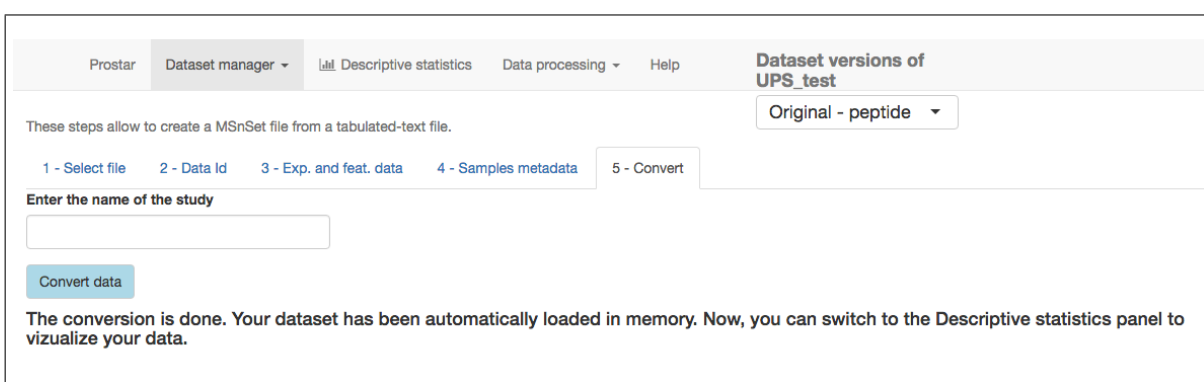 Prostar Dataset manager Descriptive statistics Data processing Help
Dataset versions of
UPS_test
Original - peptide
These steps allow to create a MSnSet file from a tabulated-text file.
1 - Select file 2 - Data Id 3 - Exp. and feat. data 4 - Samples metadata 5 - Convert
Enter the name of the study
Convert data
The conversion is done. Your dataset has been automatically loaded in memory. Now, you can switch to the Descriptive statistics panel to
vizualize your data.